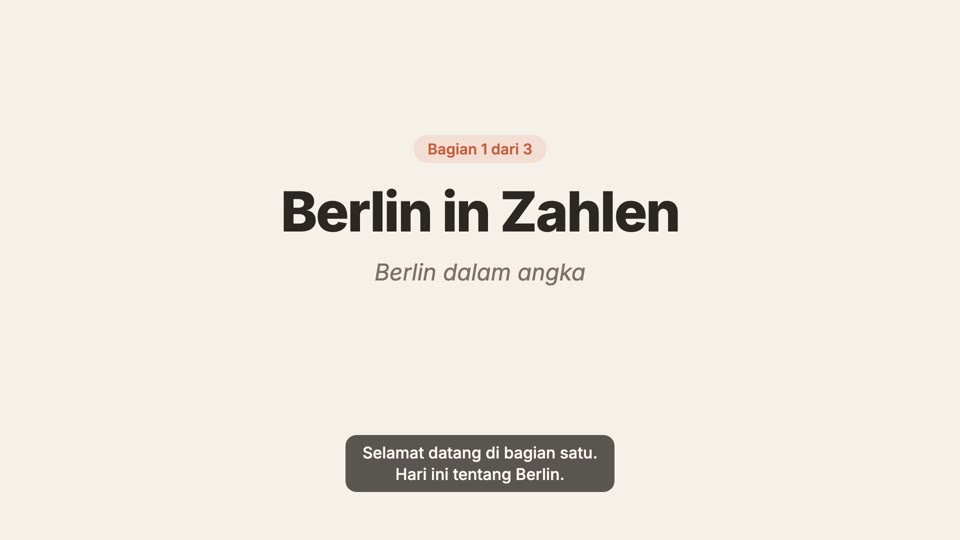 Bagian 1 dari 3
Berlin in Zahlen
Berlin dalam angka
Selamat datang di bagian satu.
Hari ini tentang Berlin.